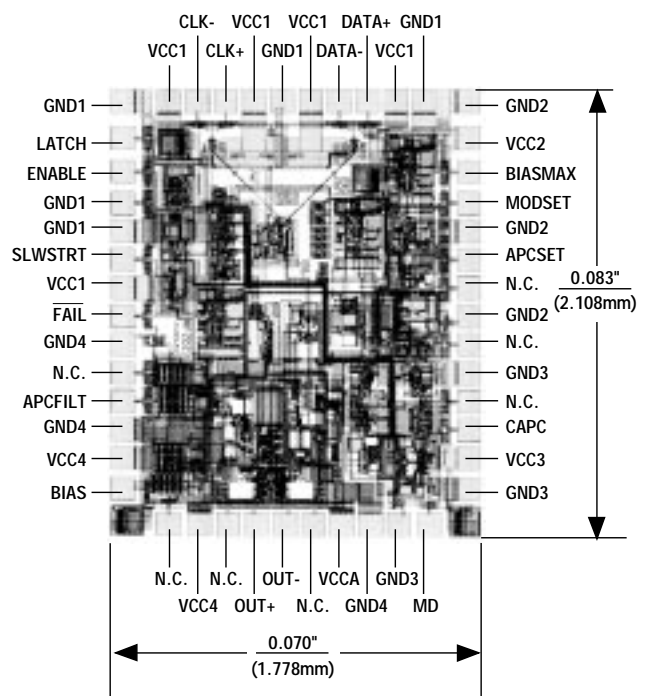 CLK- VCC1 VCC1 DATA+ GND1
VCC1 CLK+ GND1 DATA- VCC1
GND1
LATCH
ENABLE
GND1
GND1
SLWSTRT
VCC1
FAIL
GND4
N.C.
APCFILT
GND4
VCC4
BIAS
GND2
VCC2
BIASMAX
MODSET
GND2
APCSET
N.C.
GND2
N.C.
GND3
N.C.
CAPC
VCC3
GND3
0.083"
(2.108mm)
N.C. N.C. OUT- VCCA GND3
VCC4 OUT+ N.C. GND4 MD
0.070"
(1.778mm)